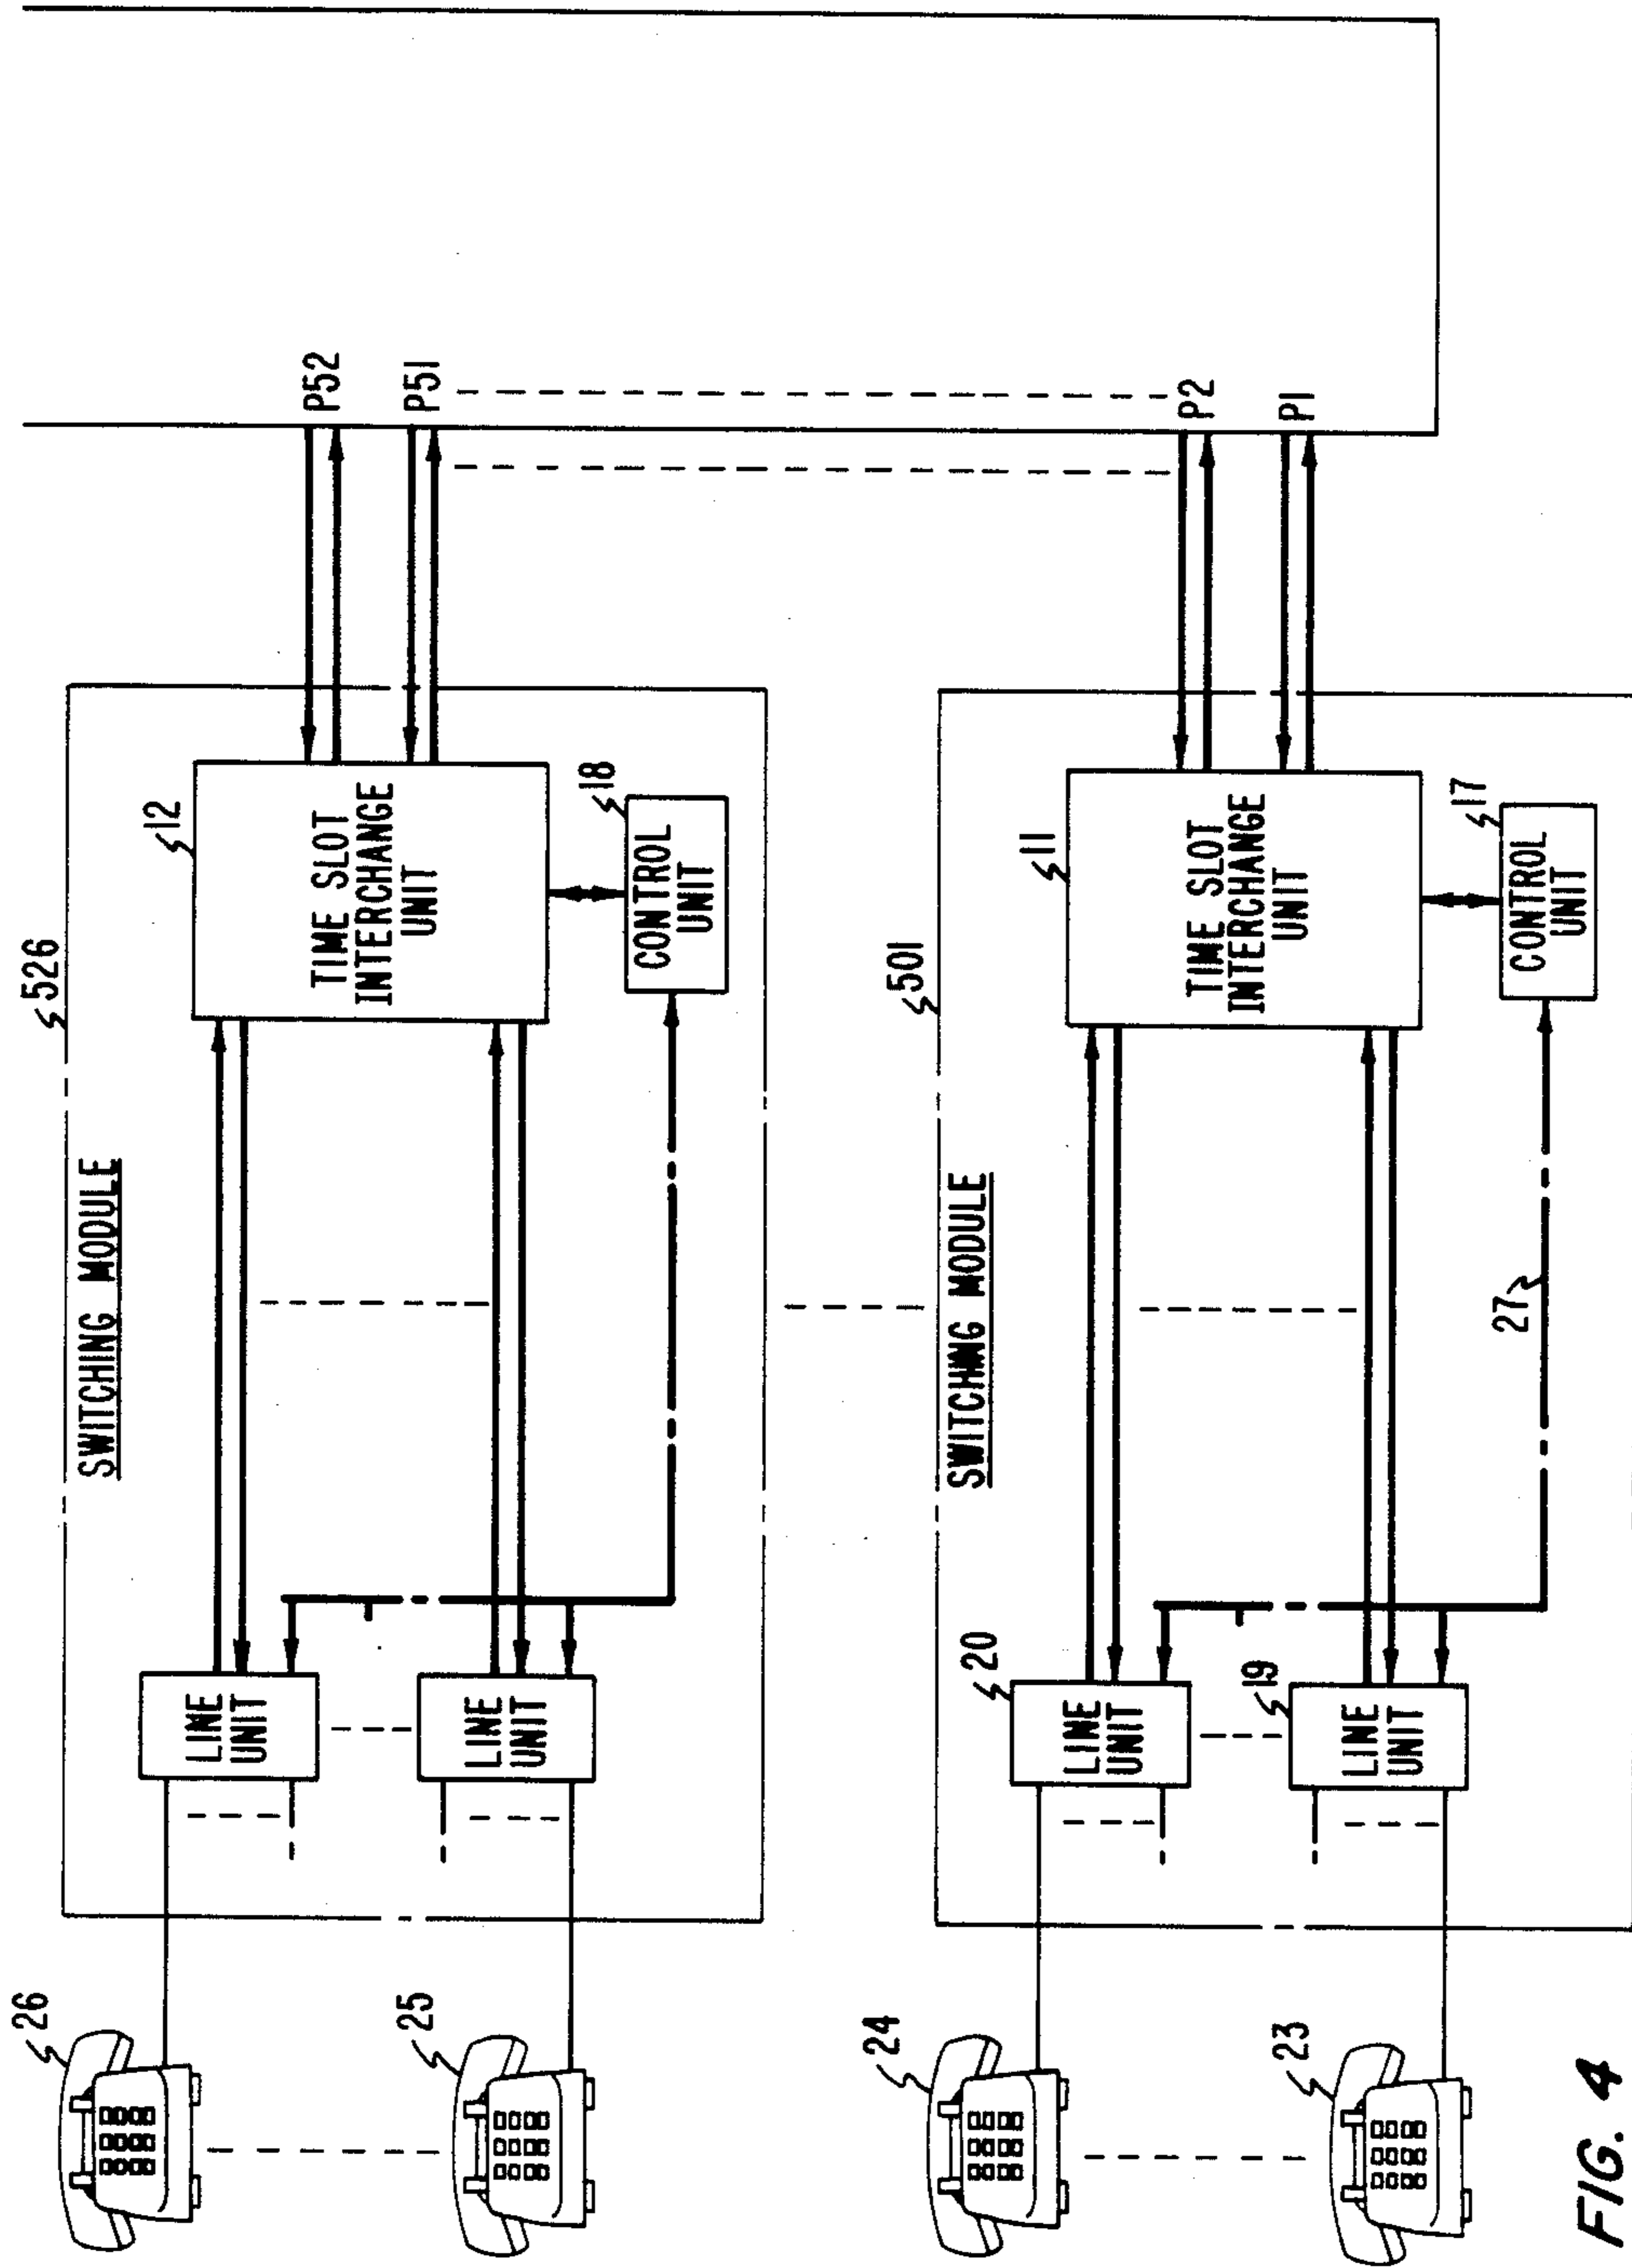 526
SWITCHING MODULE
26
LINE
UNIT
12
TIME SLOT
INTERCHANGE
UNIT
P52
P51
25
LINE
UNIT
18
CONTROL
UNIT
501
SWITCHING MODULE
24
20
LINE
UNIT
11
TIME SLOT
INTERCHANGE
UNIT
P2
P1
23
19
LINE
UNIT
27
17
CONTROL
UNIT
FIG. 4